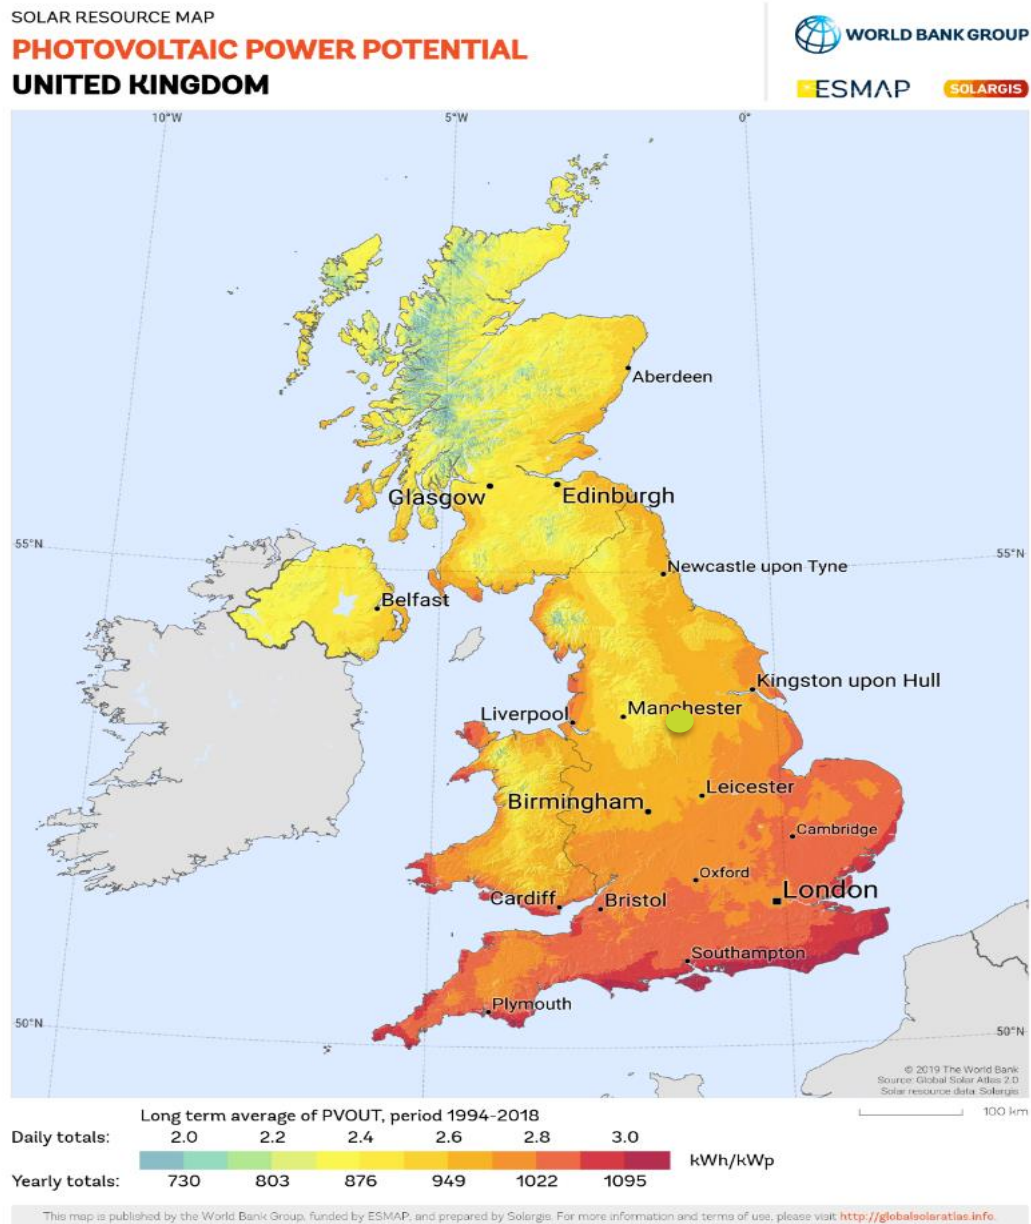 SOLAR RESOURCE MAP
PHOTOVOLTAIC POWER POTENTIAL
UNITED KINGDOM
WORLD BANK GROUP
ESMAP
SOLARGIS
10°W 5°W 0°
Aberdeen
Glasgow
Edinburgh
55°N
55°N
Newcastle upon Tyne
Belfast
Kingston upon Hull
Manchester
Liverpool
Leicester
Birmingham
Cambridge
Oxford
London
Cardiff
Bristol
Southampton
Plymouth
50°N
50°N
© 2019 The World Bank
Source: Global Solar Atlas 2.0
Solar resource data: Solargis
100 km
Long term average of PVOUT, period 1994-2018
Daily totals: 2.0 2.2 2.4 2.6 2.8 3.0
kWh/kWp
Yearly totals: 730 803 876 949 1022 1095
This map is published by the World Bank Group, funded by ESMAP, and prepared by Solargis. For more information and terms of use, please visit http://globalsolaratlas.info.